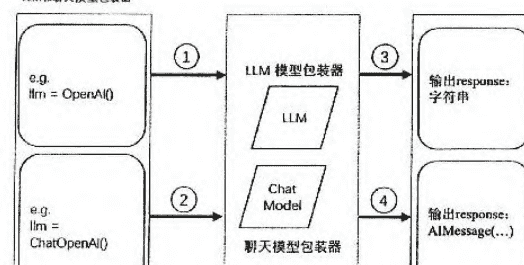 e.g.
llm = OpenAI()
①
LLM 模型包装器
LLM
③
输出response:
字符串
e.g.
llm =
ChatOpenAI()
②
Chat
Model
聊天模型包装器
④
输出response:
AIMessage(...)